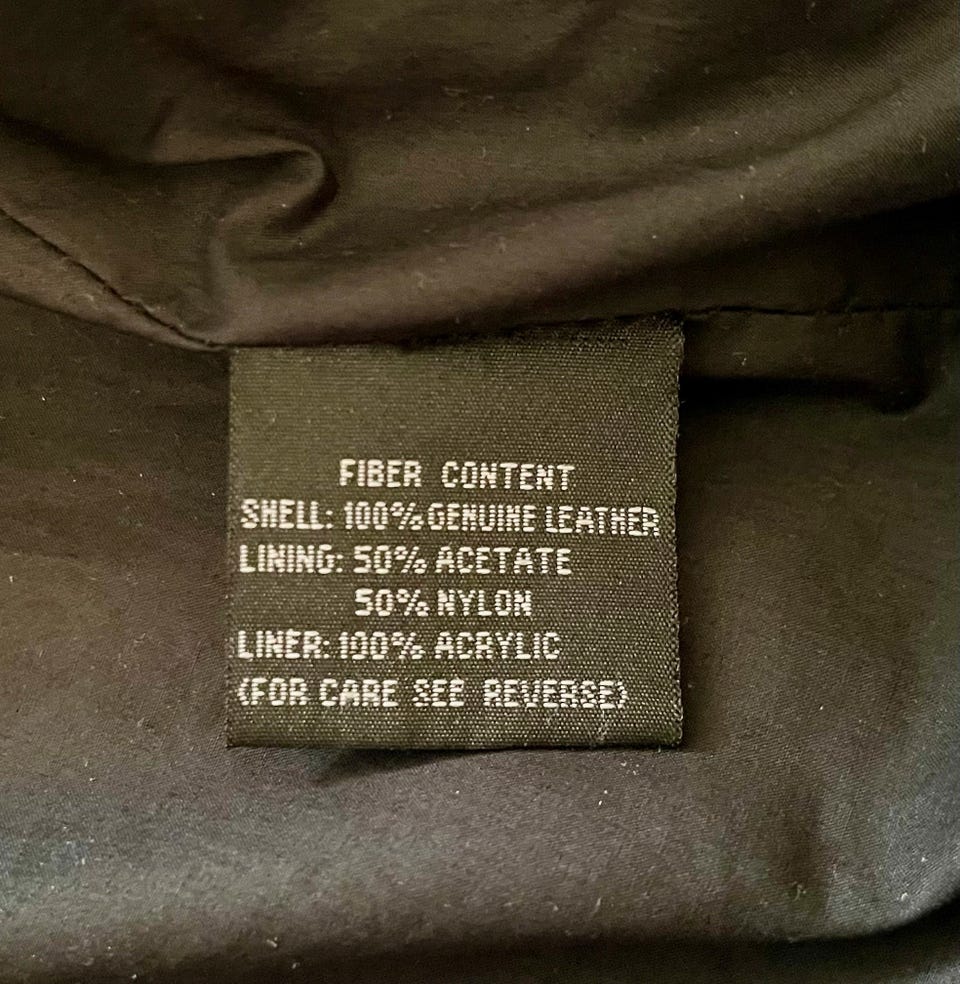 FIBER CONTENT
SHELL: 100% GENUINE LEATHER
LINING: 50% ACETATE
50% NYLON
LINER: 100% ACRYLIC
(FOR CARE SEE REVERSE)